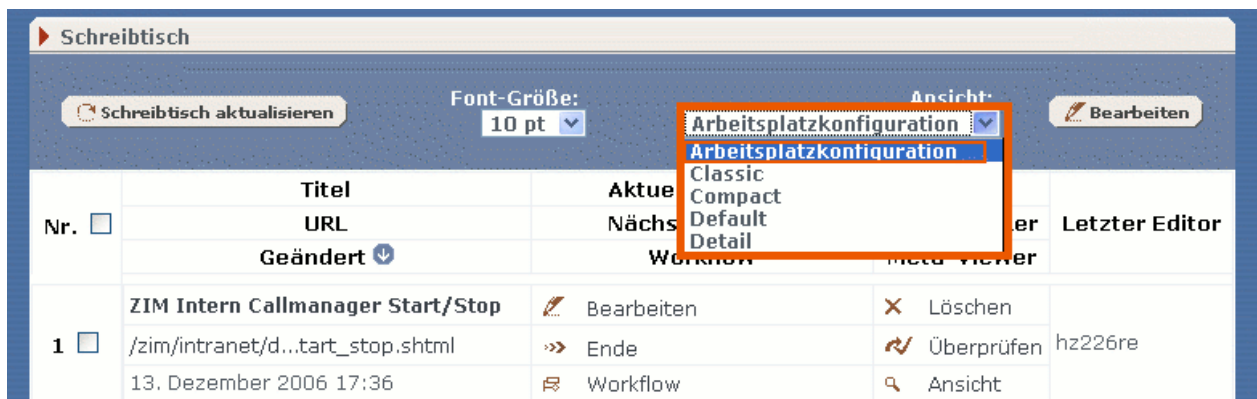 Schreibtisch
Font-Größe: Ansicht:
Schreibtisch aktualisieren 10 pt Arbeitsplatzkonfiguration Bearbeiten
Arbeitsplatzkonfiguration
Classic
Compact
Default
Detail
Titel
Nr. URL Letzter Editor
Geändert
ZIM Intern Callmanager Start/Stop Bearbeiten Löschen
1 /zim/intranet/d...tart_stop.shtml Ende Überprüfen hz226re
13. Dezember 2006 17:36 Workflow Ansicht